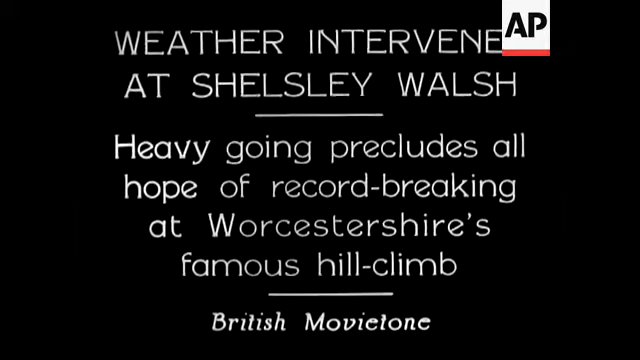 AP
WEATHER INTERVENE
AT SHELSLEY WALSH
Heavy going precludes all
hope of record-breaking
at Worcestershire's
famous hill-climb
British Movietone